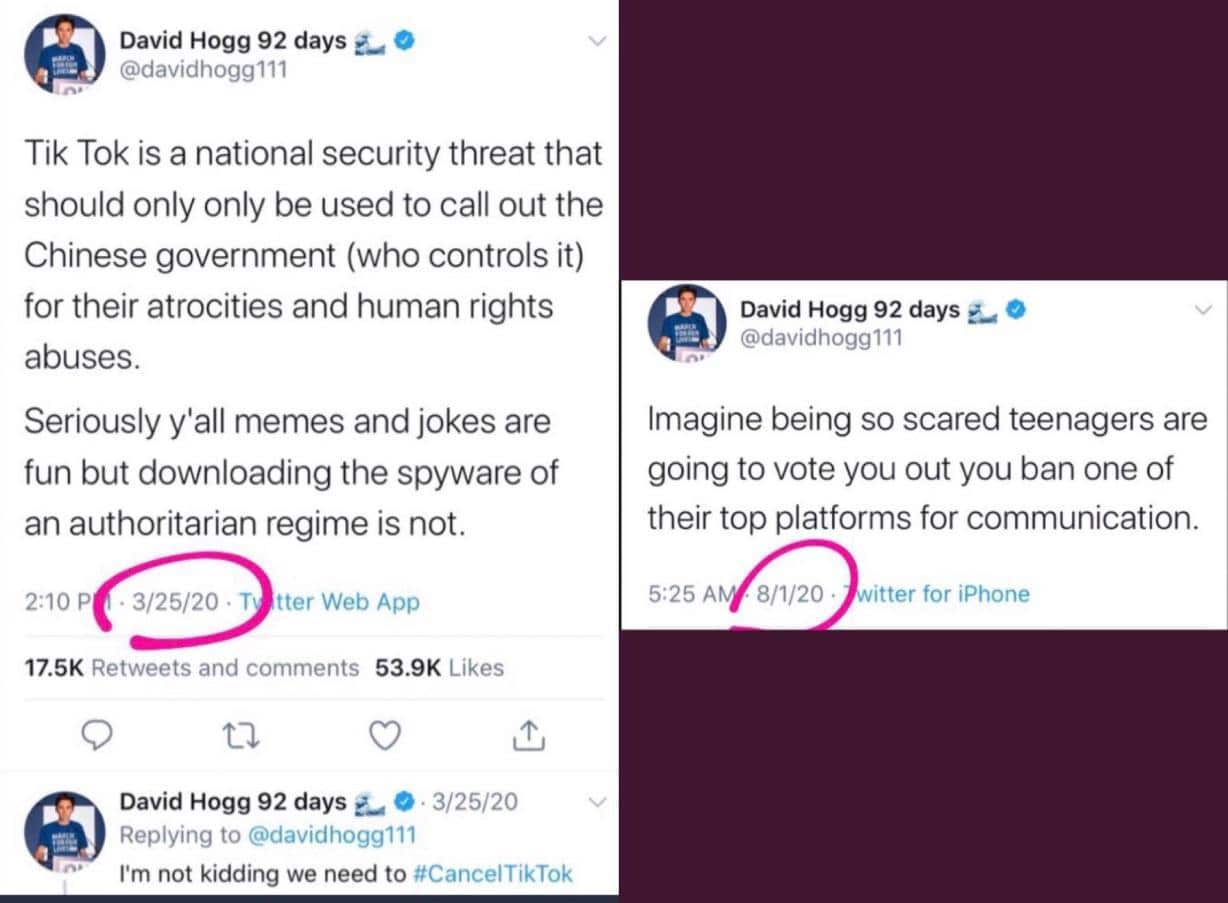 David Hogg 92 days 🌊
@davidhogg111
Tik Tok is a national security threat that
should only only be used to call out the
Chinese government (who controls it)
for their atrocities and human rights
abuses.
Seriously y'all memes and jokes are
fun but downloading the spyware of
an authoritarian regime is not.
2:10 PM · 3/25/20 · Twitter Web App
17.5K Retweets and comments 53.9K Likes
David Hogg 92 days 🌊 · 3/25/20
Replying to @davidhogg111
I'm not kidding we need to #CancelTikTok
David Hogg 92 days 🌊
@davidhogg111
Imagine being so scared teenagers are
going to vote you out you ban one of
their top platforms for communication.
5:25 AM · 8/1/20 · Twitter for iPhone